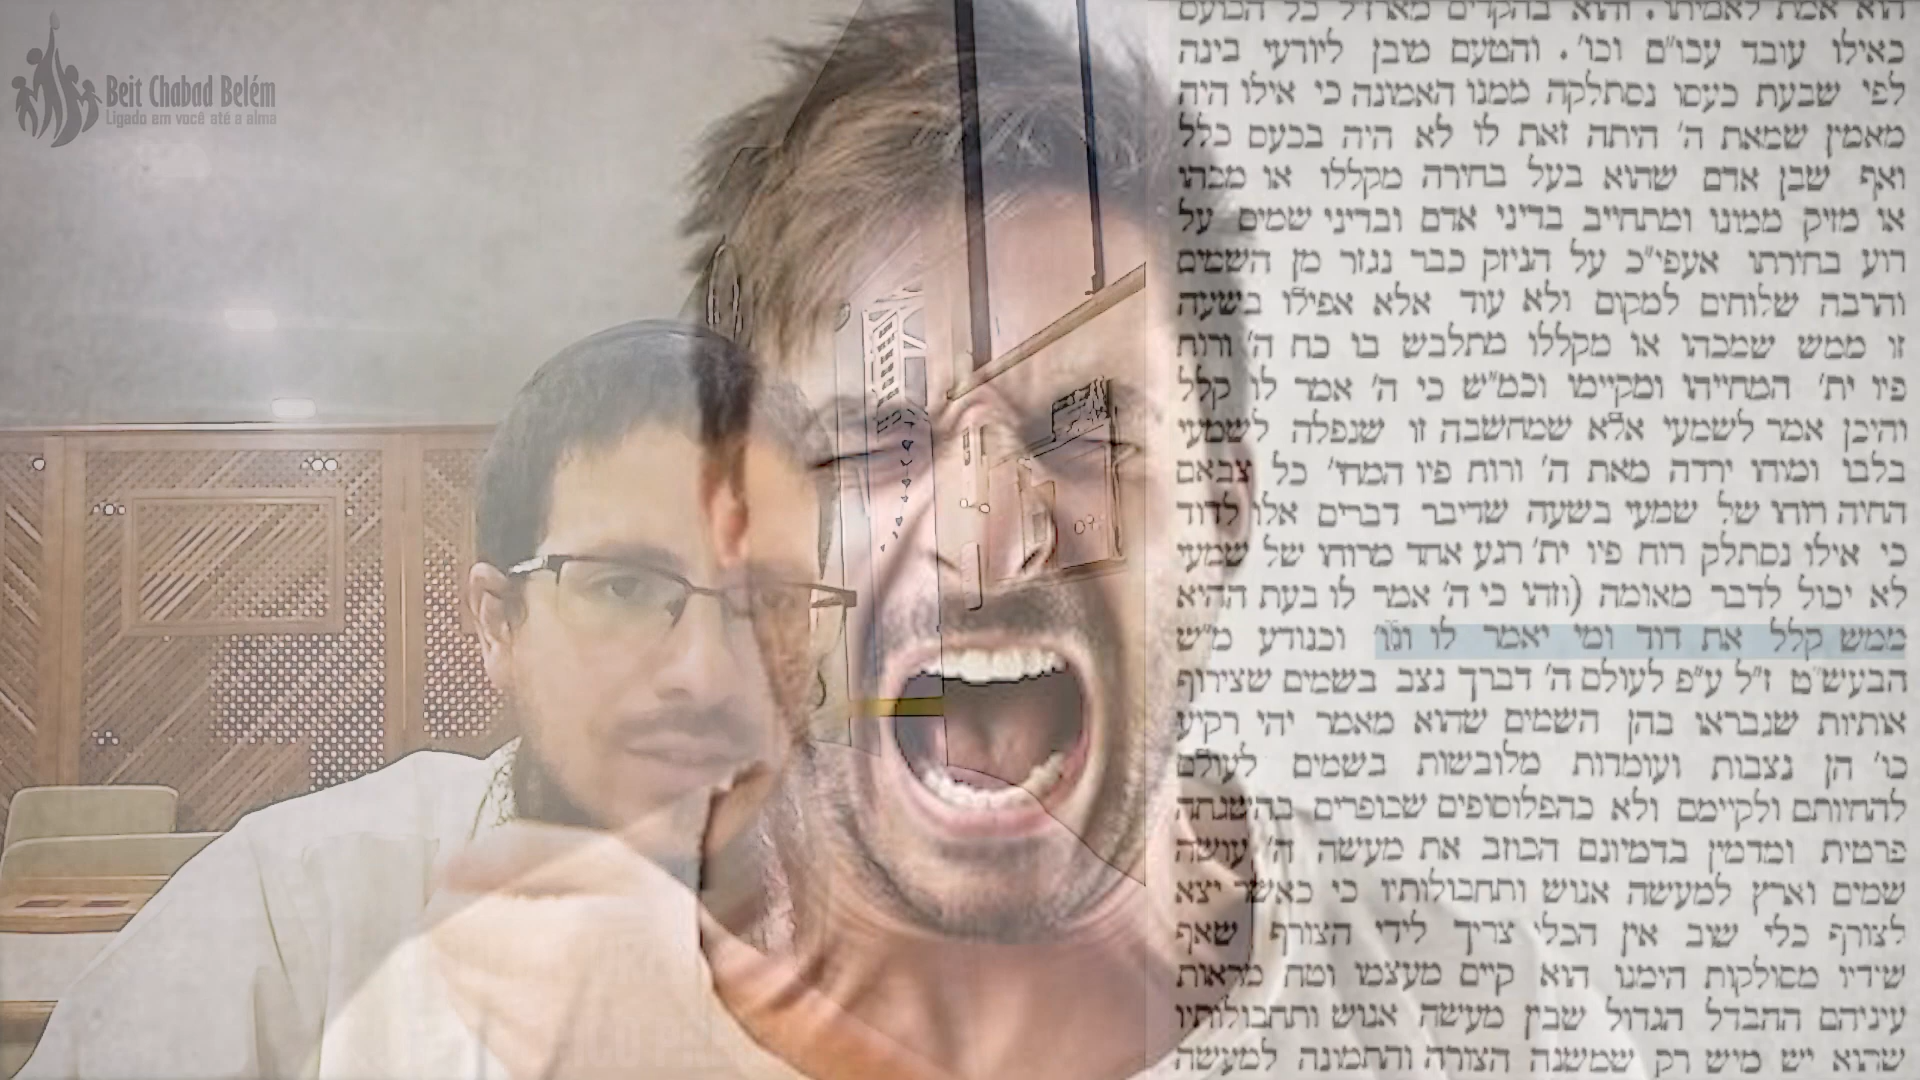 Beit Chabad Belém
Ligado em você até a alma
הוא אמת לאמיתו. והוא בהקדים מארז״ל כל הכועס
כאילו עובד עכו״ם וכו׳. והטעם מובן ליודעי בינה
לפי שבעת כעסו נסתלקה ממנו האמונה כי אילו היה
מאמין שמאת ה׳ היתה זאת לו לא היה בכעס כלל
ואף שבן אדם שהוא בעל בחירה מקללו או מכהו
או מזיק ממונו ומתחייב בדיני אדם ובדיני שמים על
רוע בחירתו אעפי״כ על הניזק כבר נגזר מן השמים
והרבה שלוחים למקום ולא עוד אלא אפילו בשעה
זו ממש שמכהו או מקללו מתלבש בו כח ה׳ ורוח
פיו ית׳ המחייהו ומקיימו וכמ״ש כי ה׳ אמר לו קלל
והיכן אמר לשמעי אלא שמחשבה זו שנפלה לשמעי
בלבו ומוחו ירדה מאת ה׳ ורוח פיו המחי׳ כל צבאם
החיה רוחו של שמעי בשעה שדיבר דברים אלו לדוד
כי אילו נסתלק רוח פיו ית׳ רגע אחד מרוחו של שמעי
לא יכול לדבר מאומה (וזהו כי ה׳ אמר לו בעת ההיא
ממש קלל את דוד ומי יאמר לו וגו׳ וכנודע מ״ש
הבעש״ט ז״ל ע״פ לעולם ה׳ דברך נצב בשמים שצירוף
אותיות שנבראו בהן השמים שהוא מאמר יהי רקיע
כו׳ הן נצבות ועומדות מלובשות בשמים לעולם
להחיותם ולקיימם ולא כהפלוסופים שכופרים בהשגחה
פרטית ומדמין בדמיונם הכוזב את מעשה ה׳ עושה
שמים וארץ למעשה אנוש ותחבולותיו כי כאשר יצא
לצורף כלי שוב אין הכלי צריך לידי הצורף שאף
שידיו מסולקות הימנו הוא קיים מעצמו וטח מראות
עיניהם ההבדל הגדול שבין מעשה אנוש ותחבולותיו
שהוא יש מיש רק שמשנה הצורה והתמונה למעשה